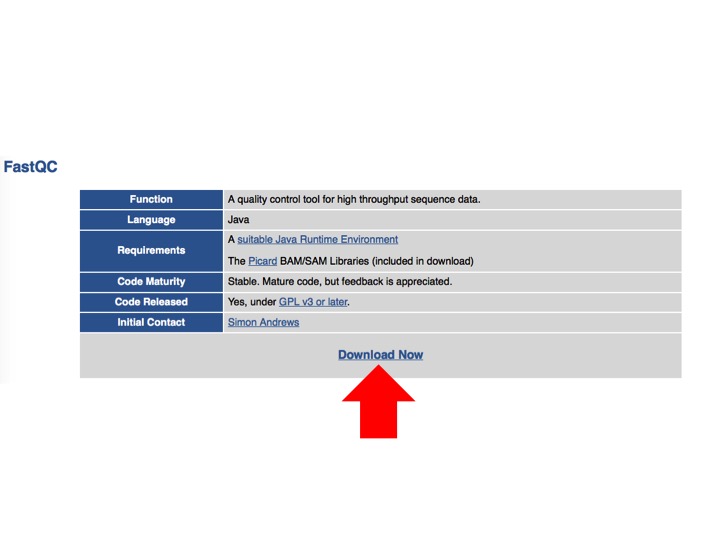 FastQC
Function A quality control tool for high throughput sequence data.
Language Java
Requirements A suitable Java Runtime Environment
The Picard BAM/SAM Libraries (included in download)
Code Maturity Stable. Mature code, but feedback is appreciated.
Code Released Yes, under GPL v3 or later.
Initial Contact Simon Andrews
Download Now